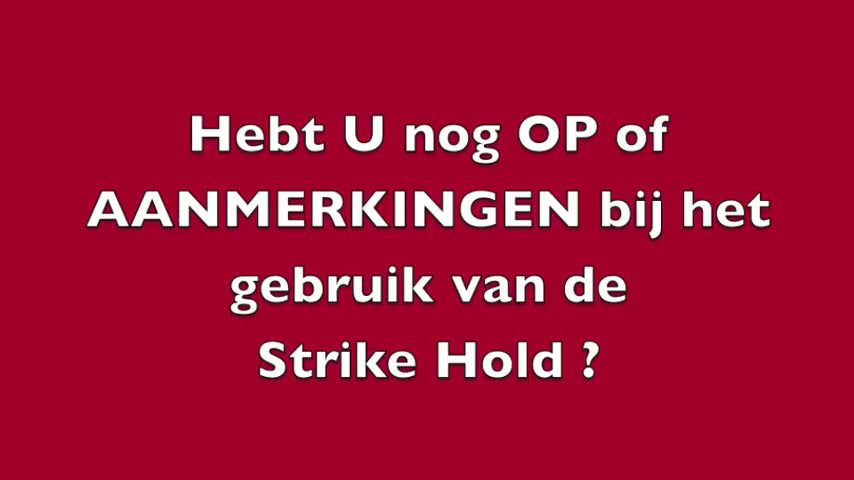 Hebt U nog OP of
AANMERKINGEN bij het
gebruik van de
Strike Hold ?